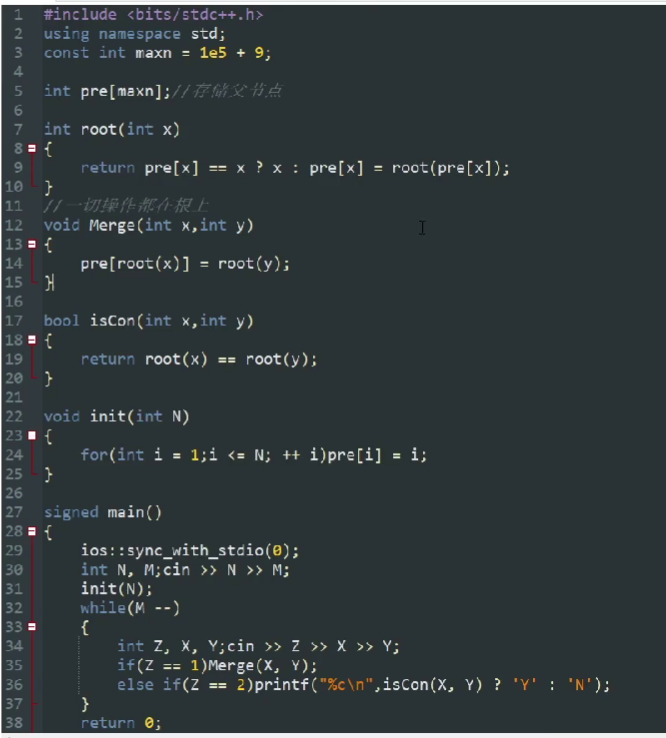 1 #include <bits/stdc++.h>
2 using namespace std;
3 const int maxn = 1e5 + 9;
4
5 int pre[maxn];//存储父节点
6
7 int root(int x)
8 {
9 return pre[x] == x ? x : pre[x] = root(pre[x]);
10 }
11 //一切操作都在根上
12 void Merge(int x,int y)
13 {
14 pre[root(x)] = root(y);
15 }
16
17 bool isCon(int x,int y)
18 {
19 return root(x) == root(y);
20 }
21
22 void init(int N)
23 {
24 for(int i = 1;i <= N; ++ i)pre[i] = i;
25 }
26
27 signed main()
28 {
29 ios::sync_with_stdio(0);
30 int N, M;cin >> N >> M;
31 init(N);
32 while(M --)
33 {
34 int Z, X, Y;cin >> Z >> X >> Y;
35 if(Z == 1)Merge(X, Y);
36 else if(Z == 2)printf("%c\n",isCon(X, Y) ? 'Y' : 'N');
37 }
38 return 0;